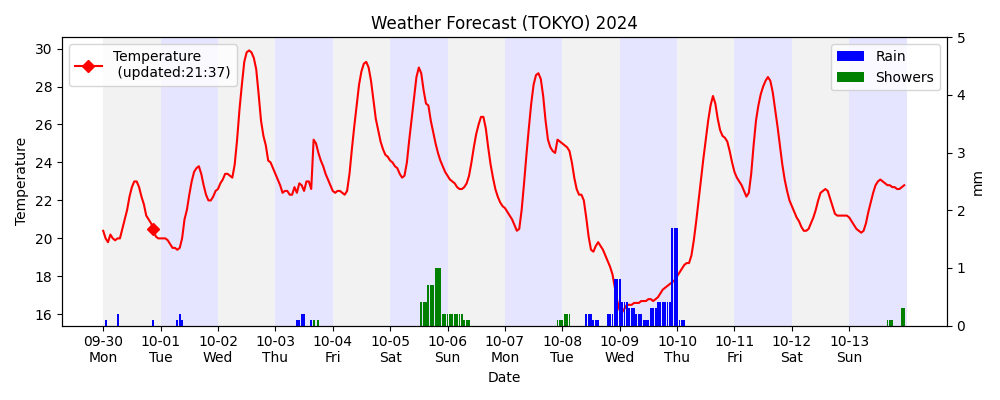 Weather Forecast (TOKYO) 2024
Temperature
(updated:21:37)
Rain
Showers
Temperature
30
28
26
24
22
20
18
16
5
4
3
2
1
0
mm
09-30 10-01 10-02 10-03 10-04 10-05 10-06 10-07 10-08 10-09 10-10 10-11 10-12 10-13
Mon Tue Wed Thu Fri Sat Sun Mon Tue Wed Thu Fri Sat Sun
Date